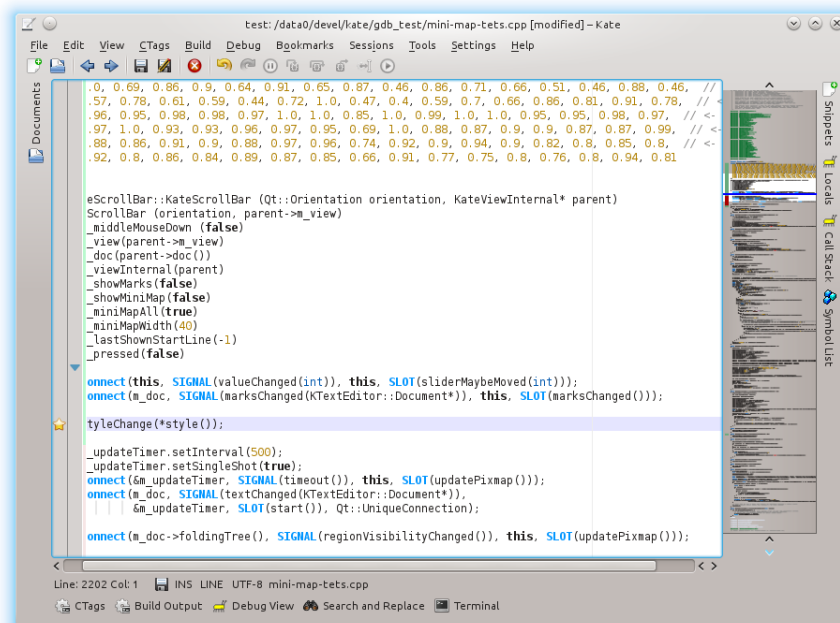 test: /data0/devel/kate/gdb_test/mini-map-tets.cpp [modified] – Kate
File Edit View CTags Build Debug Bookmarks Sessions Tools Settings Help
.0, 0.69, 0.86, 0.9, 0.64, 0.91, 0.65, 0.87, 0.46, 0.86, 0.71, 0.66, 0.51, 0.46, 0.88, 0.46, //
.57, 0.78, 0.61, 0.59, 0.44, 0.72, 1.0, 0.47, 0.4, 0.59, 0.7, 0.66, 0.86, 0.81, 0.91, 0.78, // <
.96, 0.95, 0.98, 0.98, 0.97, 1.0, 1.0, 0.85, 1.0, 0.99, 1.0, 1.0, 0.95, 0.95, 0.98, 0.97, // <-
.97, 1.0, 0.93, 0.93, 0.96, 0.97, 0.95, 0.69, 1.0, 0.88, 0.87, 0.9, 0.9, 0.87, 0.87, 0.99, // <-
.88, 0.86, 0.91, 0.9, 0.88, 0.97, 0.96, 0.74, 0.92, 0.9, 0.94, 0.9, 0.82, 0.8, 0.85, 0.8, // <-
.92, 0.8, 0.86, 0.84, 0.89, 0.87, 0.85, 0.66, 0.91, 0.77, 0.75, 0.8, 0.76, 0.8, 0.94, 0.81
eScrollBar::KateScrollBar (Qt::Orientation orientation, KateViewInternal* parent)
ScrollBar (orientation, parent->m_view)
_middleMouseDown (false)
_view(parent->m_view)
_doc(parent->doc())
_viewInternal(parent)
_showMarks(false)
_showMiniMap(false)
_miniMapAll(true)
_miniMapWidth(40)
_lastShownStartLine(-1)
_pressed(false)
onnect(this, SIGNAL(valueChanged(int)), this, SLOT(sliderMaybeMoved(int)));
onnect(m_doc, SIGNAL(marksChanged(KTextEditor::Document*)), this, SLOT(marksChanged()));
tyleChange(*style());
_updateTimer.setInterval(500);
_updateTimer.setSingleShot(true);
onnect(&m_updateTimer, SIGNAL(timeout()), this, SLOT(updatePixmap()));
onnect(m_doc, SIGNAL(textChanged(KTextEditor::Document*)),
&m_updateTimer, SLOT(start()), Qt::UniqueConnection);
onnect(m_doc->foldingTree(), SIGNAL(regionVisibilityChanged()), this, SLOT(updatePixmap()));
Documents
Snippets
Locals
Call Stack
Symbol List
Line: 2202 Col: 1 INS LINE UTF-8 mini-map-tets.cpp
CTags Build Output Debug View Search and Replace Terminal